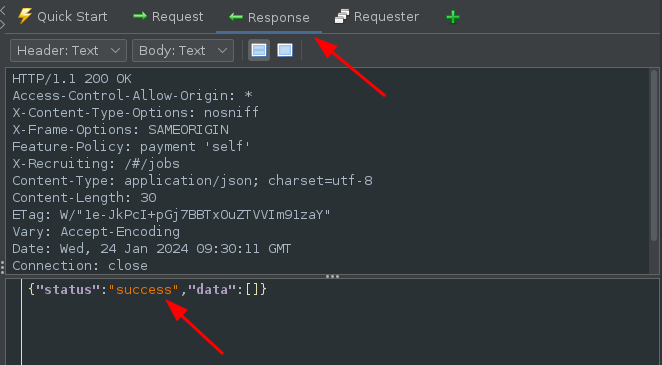 Quick Start Request Response Requester
Header: Text Body: Text
HTTP/1.1 200 OK
Access-Control-Allow-Origin: *
X-Content-Type-Options: nosniff
X-Frame-Options: SAMEORIGIN
Feature-Policy: payment 'self'
X-Recruiting: /#/jobs
Content-Type: application/json; charset=utf-8
Content-Length: 30
ETag: W/"1e-JkPcI+pGj7BBTxOuZTVVIm91zaY"
Vary: Accept-Encoding
Date: Wed, 24 Jan 2024 09:30:11 GMT
Connection: close
{"status":"success","data":[]}